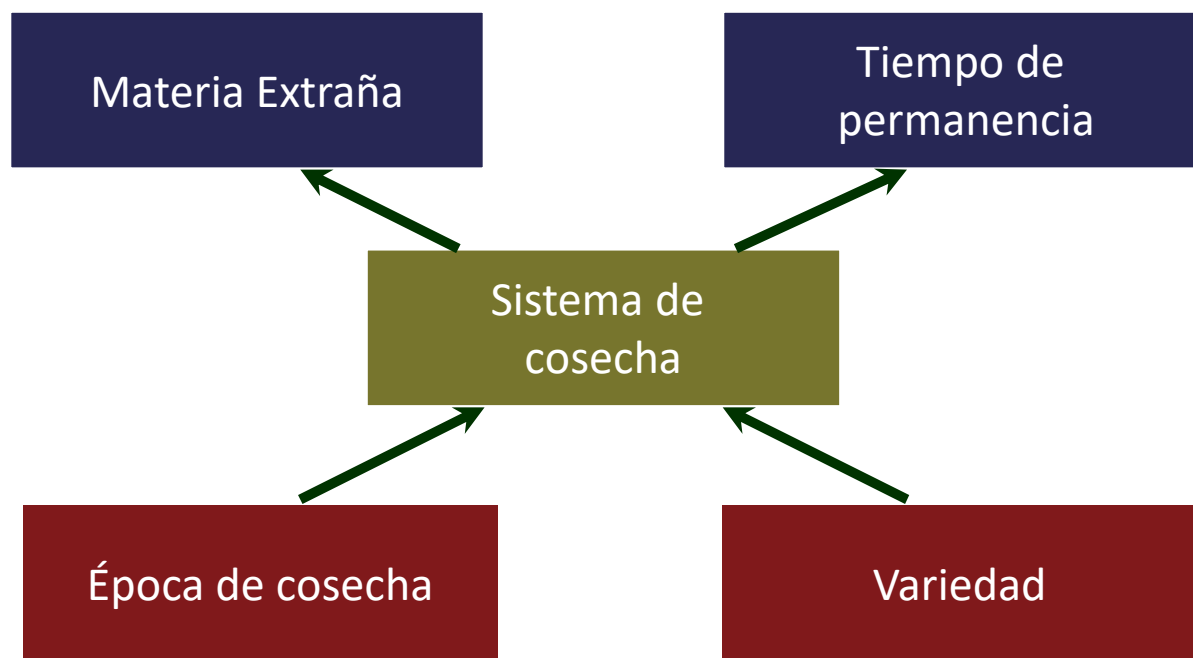 Materia Extraña
Tiempo de
permanencia
Sistema de
cosecha
Época de cosecha
Variedad